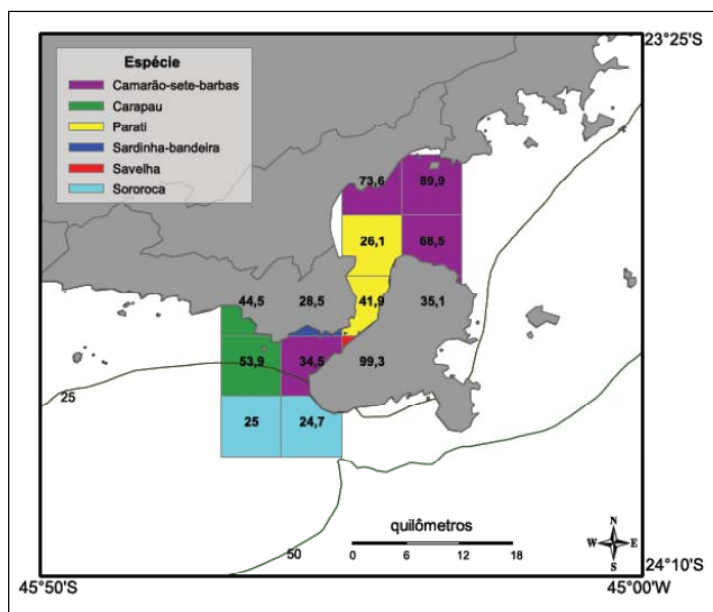 23°25'S
Espécie
Camarão-sete-barbas
Carapau
Parati
Sardinha-bandeira
Savelha
Sororoca
73,6 89,9
26,1 68,5
44,5 28,5 41,9 35,1
53,9 34,5 99,3
25
25 24,7
quilômetros
0 6 12 18
50
N
W E
S
24°10'S
45°50'S 45°00'W